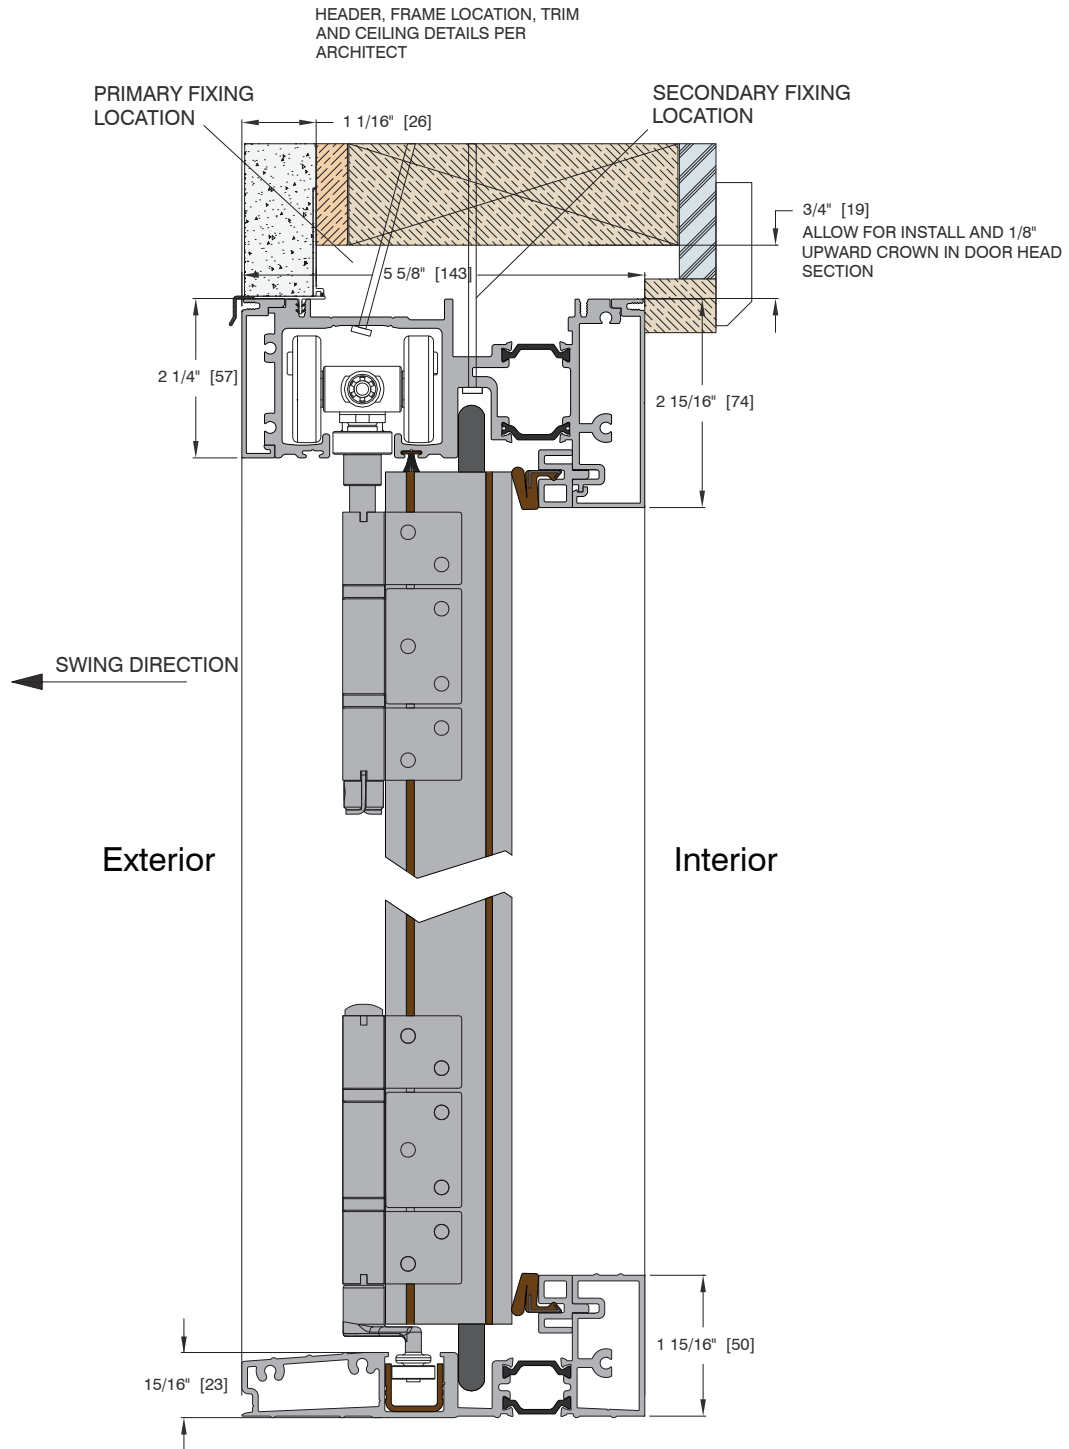 HEADER, FRAME LOCATION, TRIM
AND CEILING DETAILS PER
ARCHITECT
PRIMARY FIXING
LOCATION
SECONDARY FIXING
LOCATION
1 1/16" [26]
3/4" [19]
ALLOW FOR INSTALL AND 1/8"
UPWARD CROWN IN DOOR HEAD
SECTION
5 5/8" [143]
2 1/4" [57]
2 15/16" [74]
SWING DIRECTION
Exterior
Interior
1 15/16" [50]
15/16" [23]